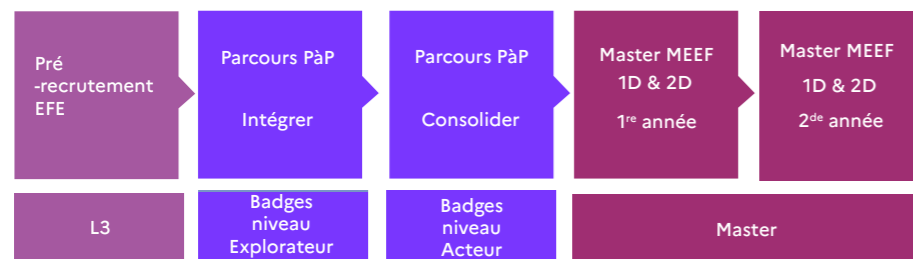 Pré
-recrutement
EFE
Parcours PàP
Intégrer
Parcours PàP
Consolider
Master MEEF
1D & 2D
1re année
Master MEEF
1D & 2D
2de année
L3
Badges
niveau
Explorateur
Badges
niveau
Acteur
Master